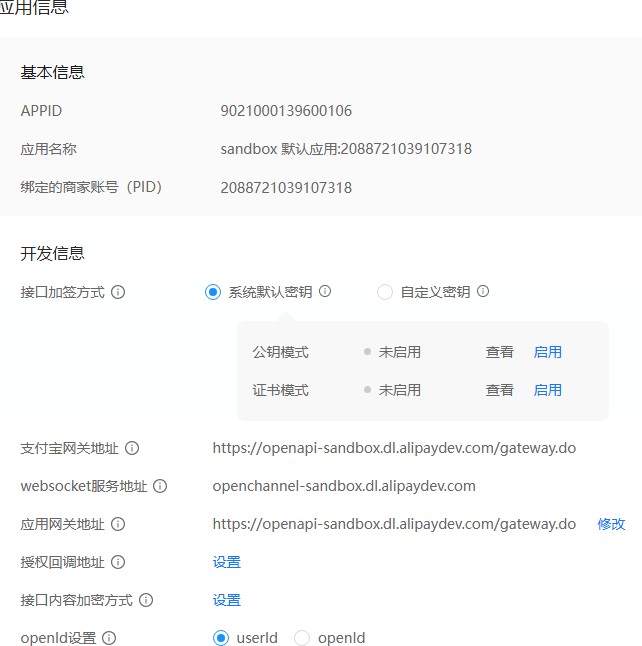 应用信息
基本信息
APPID 9021000139600106
应用名称 sandbox 默认应用:2088721039107318
绑定的商家账号（PID） 2088721039107318
开发信息
接口加签方式 系统默认密钥 自定义密钥
公钥模式 未启用 查看 启用
证书模式 未启用 查看 启用
支付宝网关地址 https://openapi-sandbox.dl.alipaydev.com/gateway.do
websocket服务地址 openchannel-sandbox.dl.alipaydev.com
应用网关地址 https://openapi-sandbox.dl.alipaydev.com/gateway.do 修改
授权回调地址 设置
接口内容加密方式 设置
openId设置 userId openId